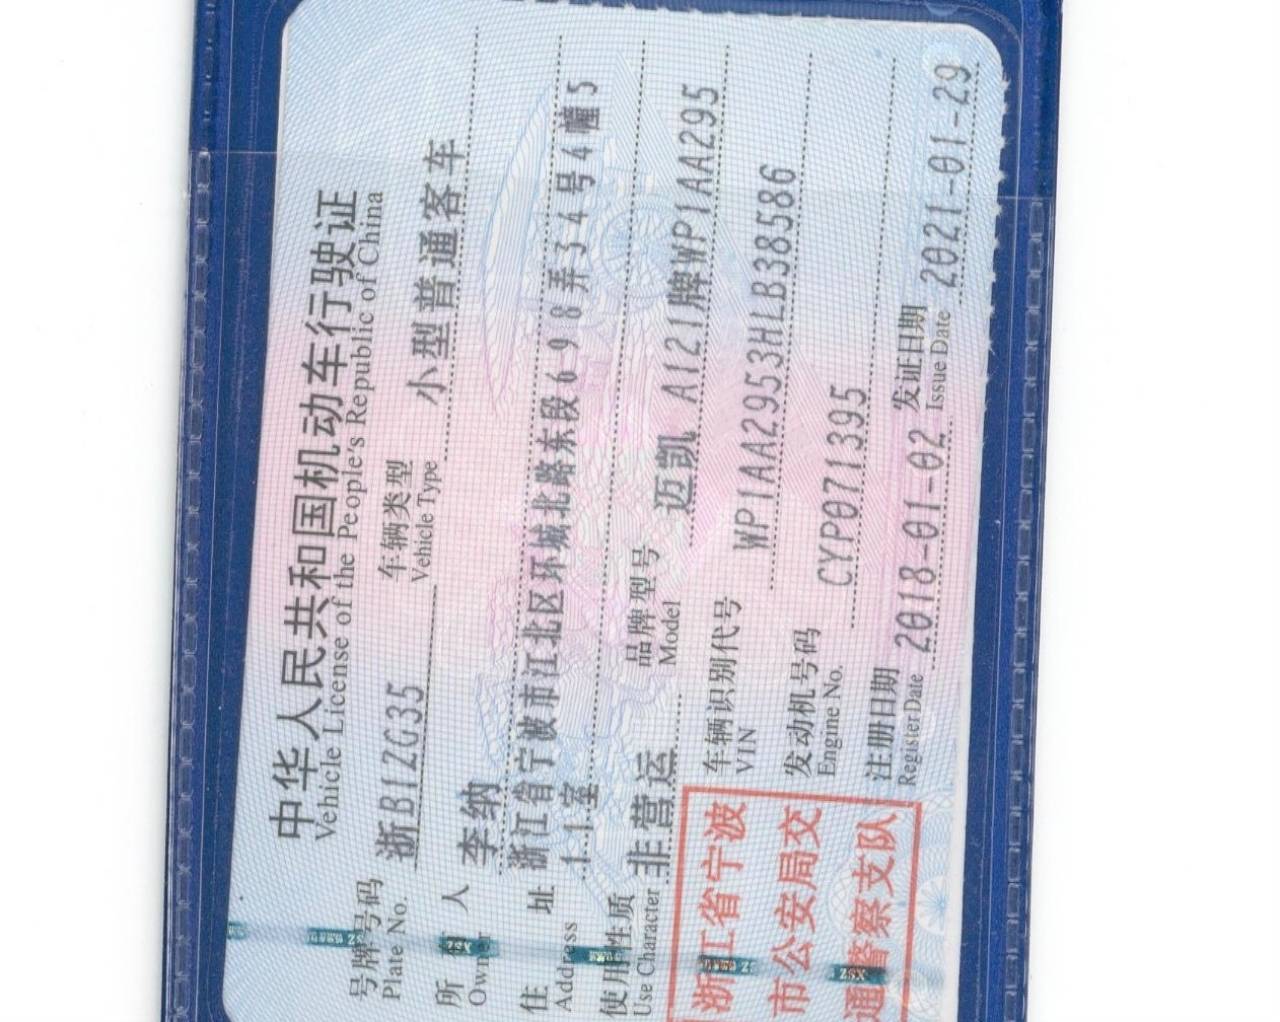 中华人民共和国机动车行驶证
Vehicle License of the People's Republic of China
号牌号码 浙B1ZG35 车辆类型 小型普通客车
Plate No. Vehicle Type
所有人 李纳
Owner
住址 浙江省宁波市江北区环城北路东段698弄34号4幢5
Address 11室
使用性质 非营运 品牌型号 迈凯 A121牌WP1AA295
Use Character Model
浙江省宁波
市公安局交
通警察支队
车辆识别代号 WP1AA2953HLB38586
VIN
发动机号码 CYP071395
Engine No.
注册日期 2018-01-02 发证日期 2021-01-29
Register Date Issue Date
XSZ
XSZ
XSZ